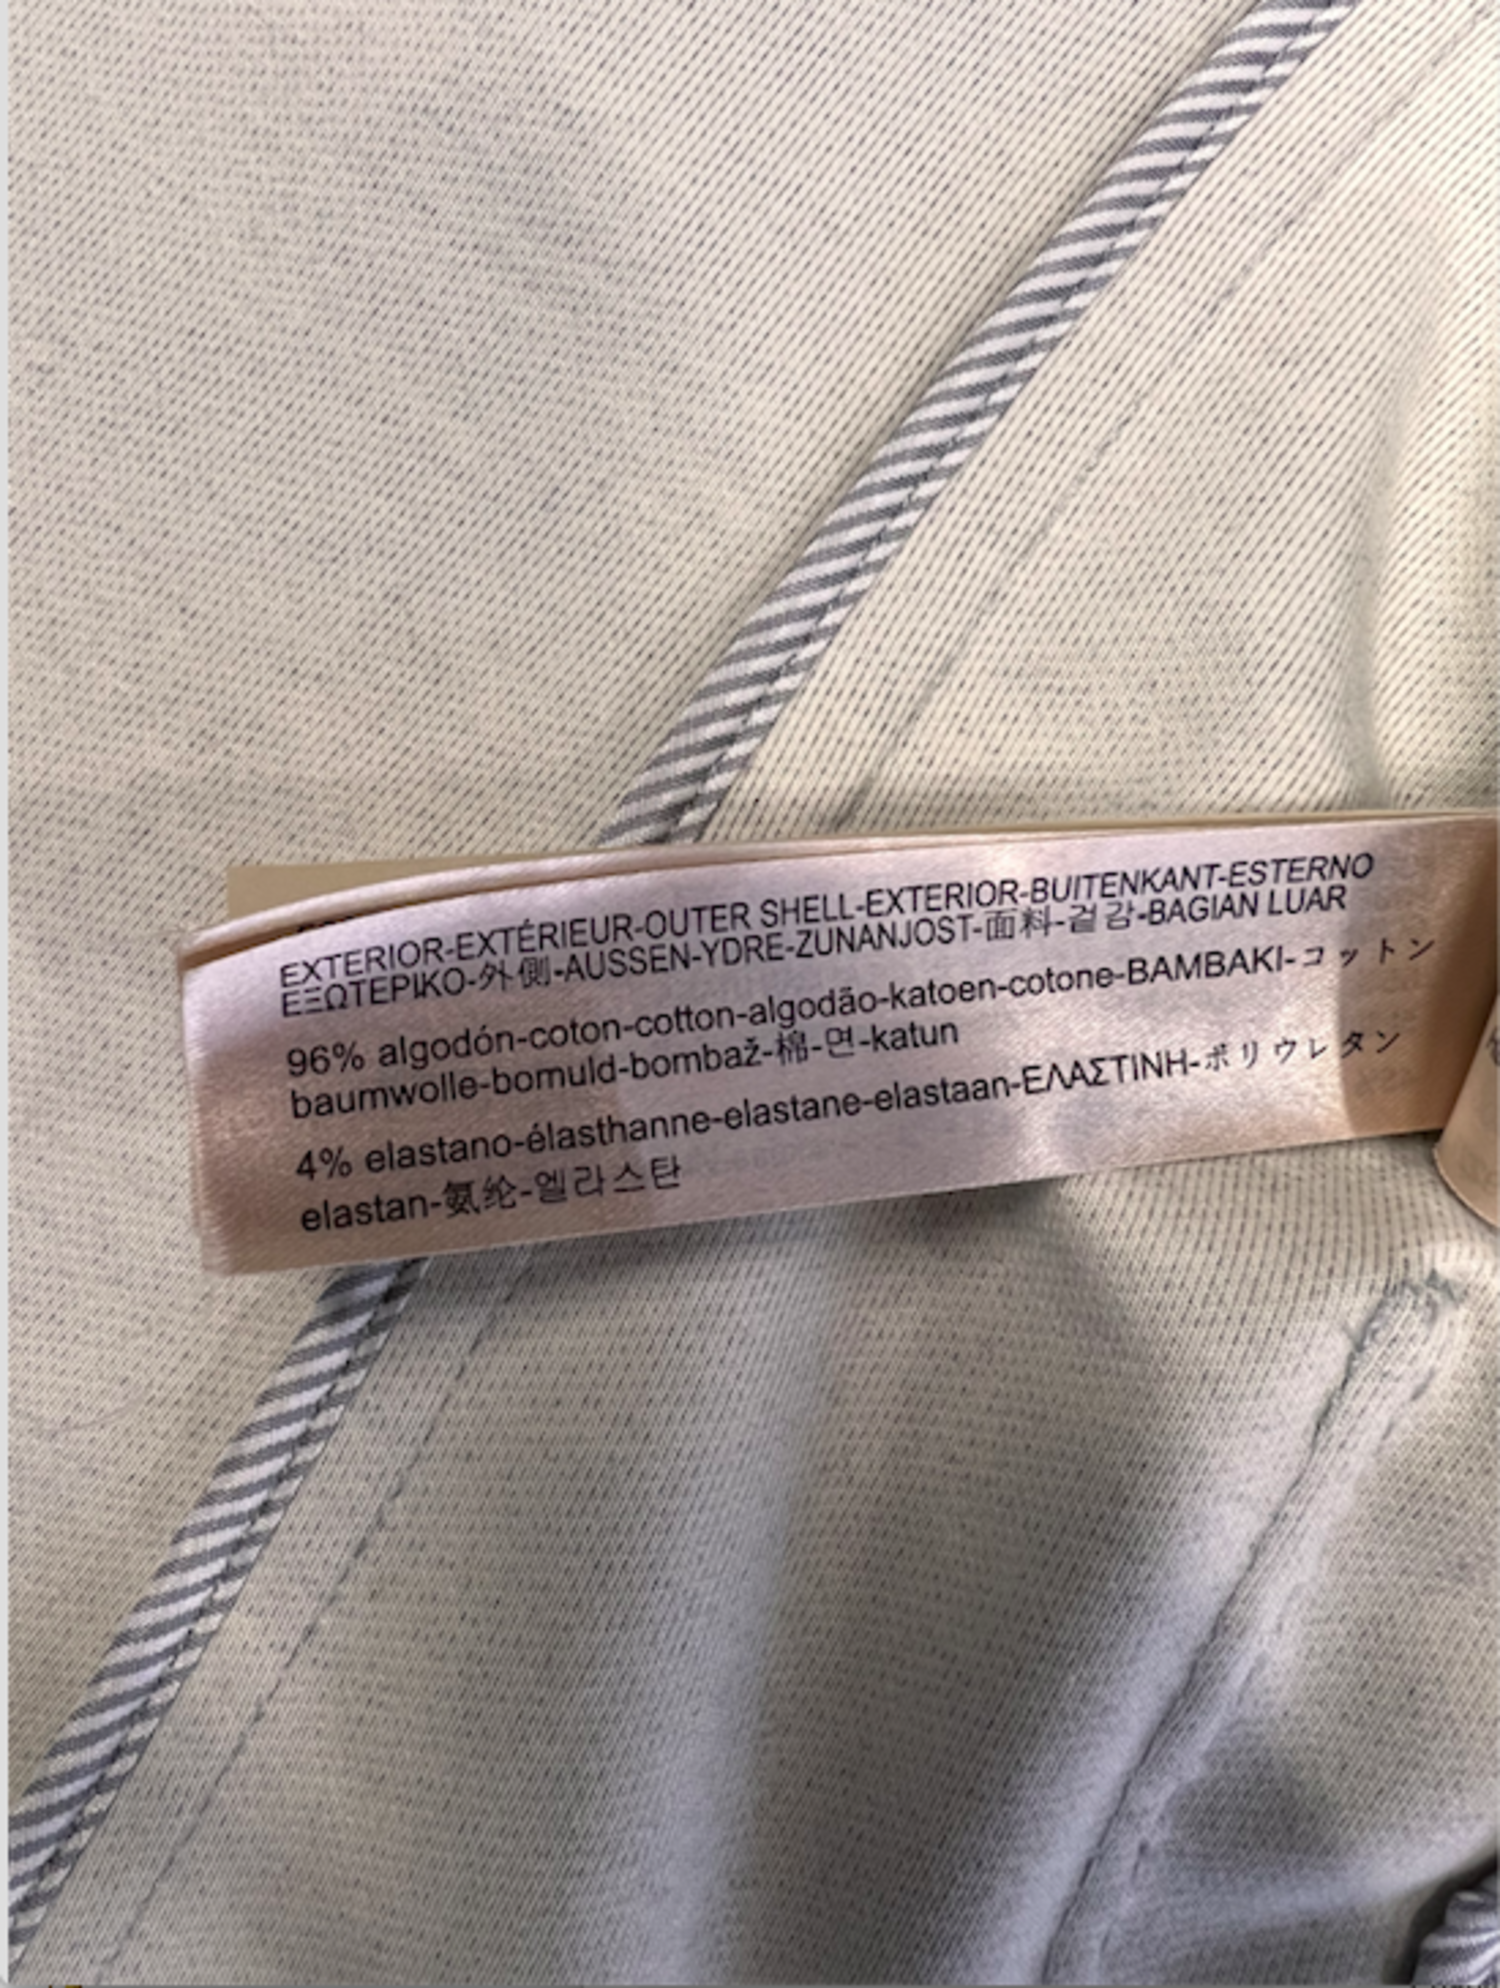 EXTERIOR-EXTÉRIEUR-OUTER SHELL-EXTERIOR-BUITENKANT-ESTERNO
ΕΞΩΤΕΡΙΚΟ-外側-AUSSEN-YDRE-ZUNANJOST-面料-겉감-BAGIAN LUAR
96% algodón-coton-cotton-algodão-katoen-cotone-BAMBAKI-コットン
baumwolle-bomuld-bombaž-棉-면-katun
4% elastano-élasthanne-elastane-elastaan-ΕΛΑΣΤΙΝΗ-ポリウレタン
elastan-氨纶-엘라스탄